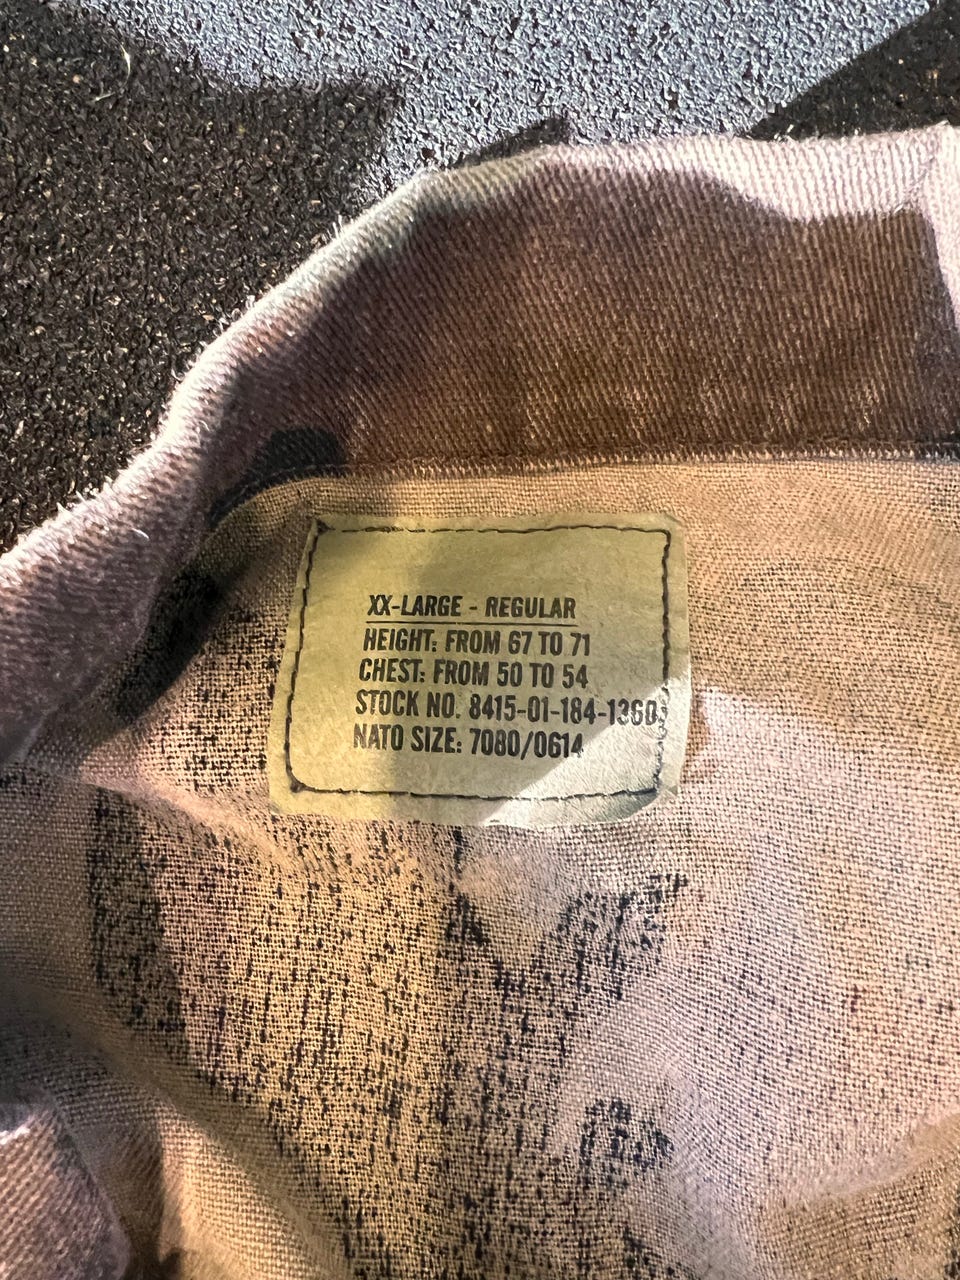 XX-LARGE - REGULAR
HEIGHT: FROM 67 TO 71
CHEST: FROM 50 TO 54
STOCK NO. 8415-01-184-1360
NATO SIZE: 7080/0614